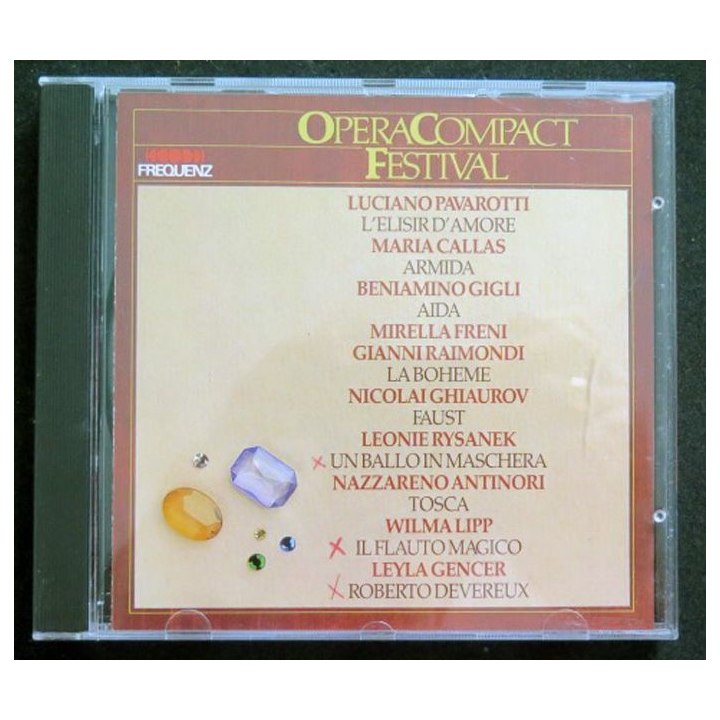 OPERACOMPACT
FESTIVAL
FREQUENZ
LUCIANO PAVAROTTI
L'ELISIR D'AMORE
MARIA CALLAS
ARMIDA
BENIAMINO GIGLI
AIDA
MIRELLA FRENI
GIANNI RAIMONDI
LA BOHEME
NICOLAI GHIAUROV
FAUST
LEONIE RYSANEK
UN BALLO IN MASCHERA
NAZZARENO ANTINORI
TOSCA
WILMA LIPP
IL FLAUTO MAGICO
LEYLA GENCER
ROBERTO DEVEREUX